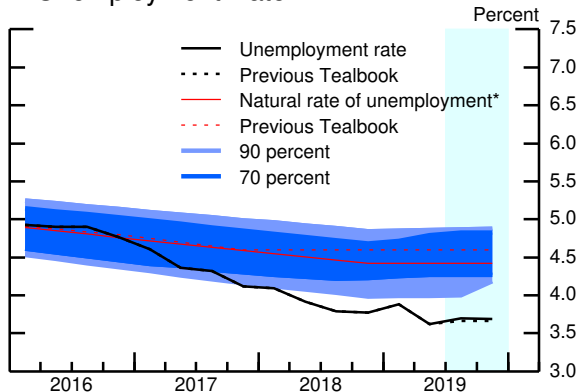 Percent
7.5
Unemployment rate
Previous Tealbook
Natural rate of unemployment*
Previous Tealbook
90 percent
70 percent
7.0
6.5
6.0
5.5
5.0
4.5
4.0
3.5
3.0
2016 2017 2018 2019